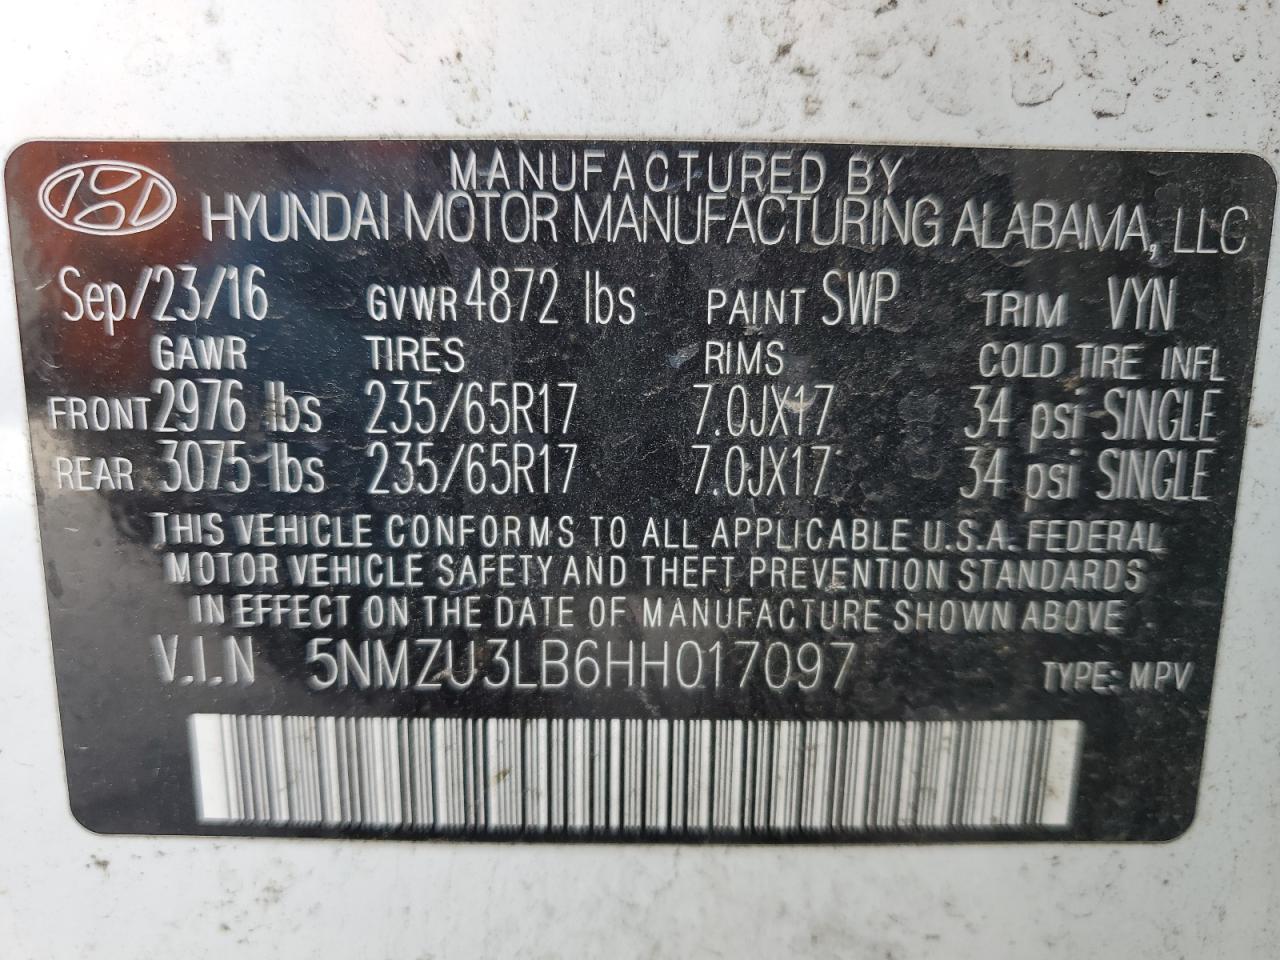 MANUFACTURED BY
HYUNDAI MOTOR MANUFACTURING ALABAMA, LLC
Sep/23/16 GVWR 4872 lbs PAINT SWP TRIM VYN
GAWR TIRES RIMS COLD TIRE INFL
FRONT 2976 lbs 235/65R17 7.0JX17 34 psi SINGLE
REAR 3075 lbs 235/65R17 7.0JX17 34 psi SINGLE
THIS VEHICLE CONFORMS TO ALL APPLICABLE U.S.A. FEDERAL
MOTOR VEHICLE SAFETY AND THEFT PREVENTION STANDARDS
IN EFFECT ON THE DATE OF MANUFACTURE SHOWN ABOVE
V.I.N 5NMZU3LB6HH017097 TYPE: MPV